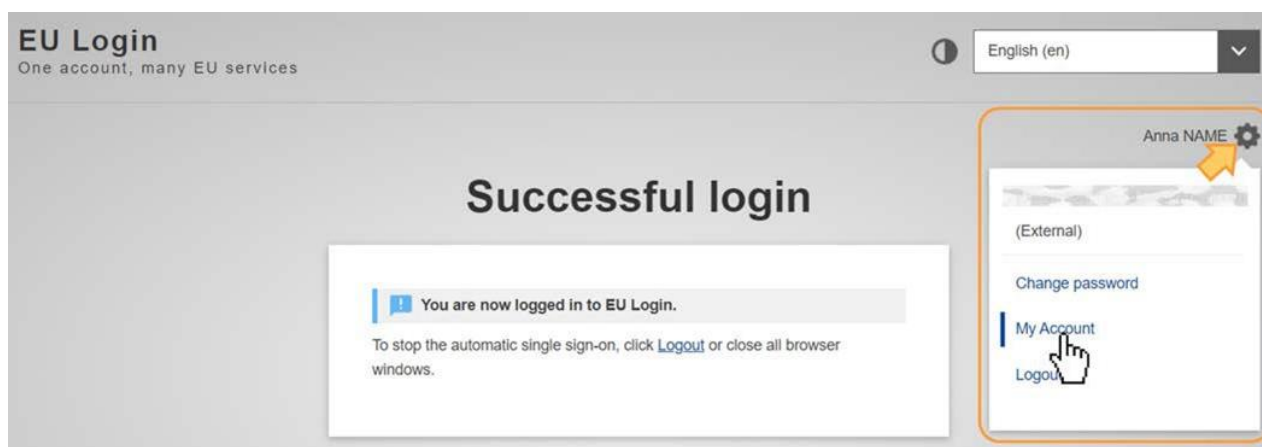 EU Login
One account, many EU services
English (en)
Anna NAME
Successful login
(External)
You are now logged in to EU Login.
Change password
To stop the automatic single sign-on, click Logout or close all browser
windows.
My Account
Logout